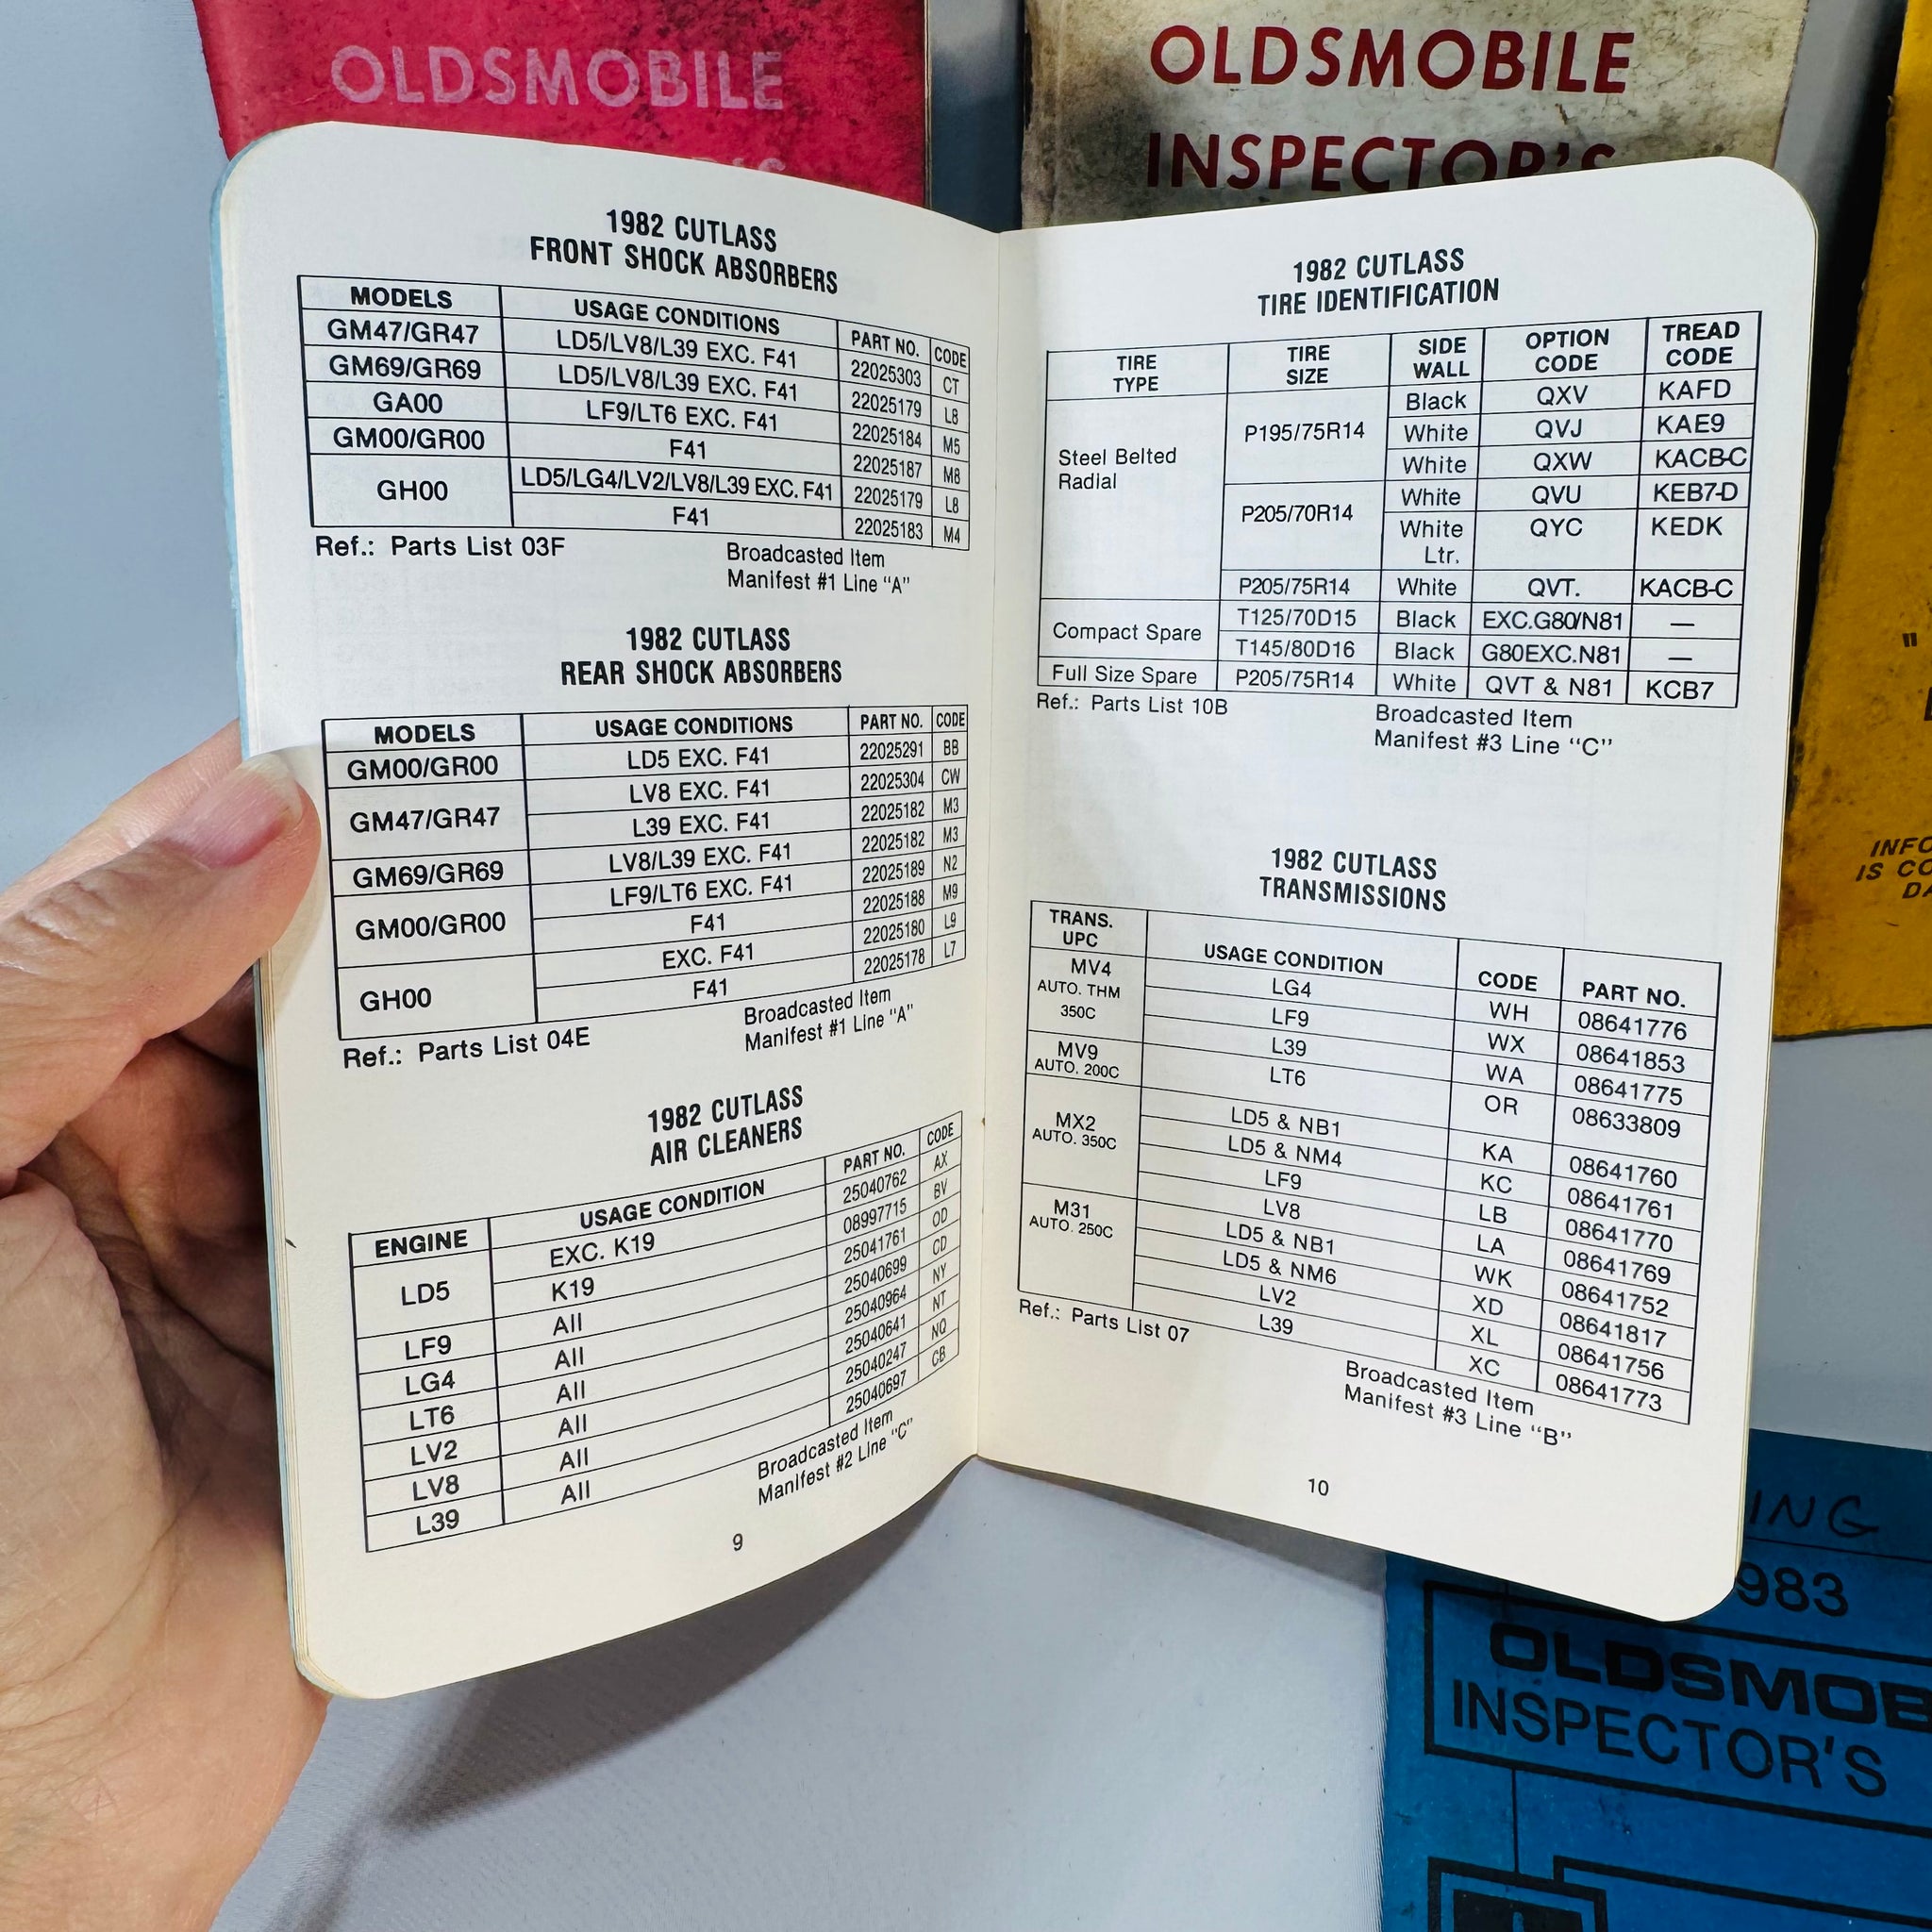 OLDSMOBILE
OLDSMOBILE
INSPECTOR'S
1982 CUTLASS
FRONT SHOCK ABSORBERS
MODELS USAGE CONDITIONS PART NO. CODE
GM47/GR47 LD5/LV8/L39 EXC. F41 22025303 CT
GM69/GR69 LD5/LV8/L39 EXC. F41 22025179 L8
GA00 LF9/LT6 EXC. F41 22025184 M5
GM00/GR00 F41 22025187 M8
GH00 LD5/LG4/LV2/LV8/L39 EXC. F41 22025179 L8
F41 22025183 M4
Ref.: Parts List 03F
Broadcasted Item
Manifest #1 Line "A"
1982 CUTLASS
REAR SHOCK ABSORBERS
MODELS USAGE CONDITIONS PART NO. CODE
GM00/GR00 LD5 EXC. F41 22025291 BB
GM47/GR47 LV8 EXC. F41 22025304 CW
L39 EXC. F41 22025182 M3
GM69/GR69 LV8/L39 EXC. F41 22025182 M3
GM00/GR00 LF9/LT6 EXC. F41 22025189 N2
F41 22025188 M9
GH00 EXC. F41 22025180 L9
F41 22025178 L7
Ref.: Parts List 04E
Broadcasted Item
Manifest #1 Line "A"
1982 CUTLASS
AIR CLEANERS
ENGINE USAGE CONDITION PART NO. CODE
LD5 EXC. K19 25040762 AX
K19 08997715 BV
LF9 All 25041761 OD
LG4 All 25040699 CD
LT6 All 25040964 NY
LV2 All 25040641 NT
LV8 All 25040247 NQ
L39 All 25040697 CB
Broadcasted Item
Manifest #2 Line "C"
9
1982 CUTLASS
TIRE IDENTIFICATION
TIRE TYPE TIRE SIZE SIDE WALL OPTION CODE TREAD CODE
Steel Belted Radial P195/75R14 Black QXV KAFD
White QVJ KAE9
White QXW KACB-C
P205/70R14 White QVU KEB7-D
White Ltr. QYC KEDK
P205/75R14 White QVT. KACB-C
Compact Spare T125/70D15 Black EXC.G80/N81 —
T145/80D16 Black G80EXC.N81 —
Full Size Spare P205/75R14 White QVT & N81 KCB7
Ref.: Parts List 10B
Broadcasted Item
Manifest #3 Line "C"
1982 CUTLASS
TRANSMISSIONS
TRANS. UPC USAGE CONDITION CODE PART NO.
MV4 AUTO. THM 350C LG4 WH 08641776
LF9 WX 08641853
L39 WA 08641775
MV9 AUTO. 200C LT6 OR 08633809
MX2 AUTO. 350C LD5 & NB1 KA 08641760
LD5 & NM4 KC 08641761
LF9 LB 08641770
LV8 LA 08641769
M31 AUTO. 250C LD5 & NB1 WK 08641752
LD5 & NM6 XD 08641817
LV2 XL 08641756
L39 XC 08641773
Ref.: Parts List 07
Broadcasted Item
Manifest #3 Line "B"
10
INFO
IS CO
DA
ING
983
OLDSMOB
INSPECTOR'S